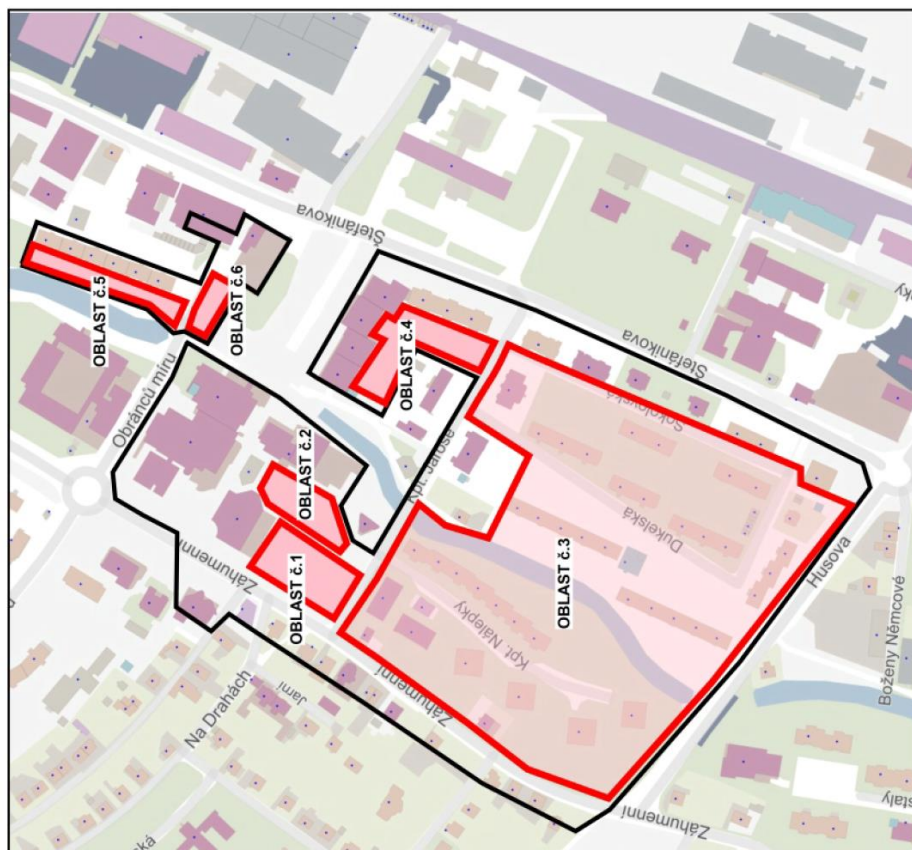 Štefánikova
OBLAST č.5
OBLAST č.6
Obránců míru
OBLAST č.4
Štefánikova
Sokolovská
Kpt. Jaroše
OBLAST č.2
OBLAST č.1
Záhumenní
Dukelská
OBLAST č.3
Kpt. Nálepky
Husova
Záhumenní
Na Drahách
Jarní
Boženy Němcové
Záhumenní